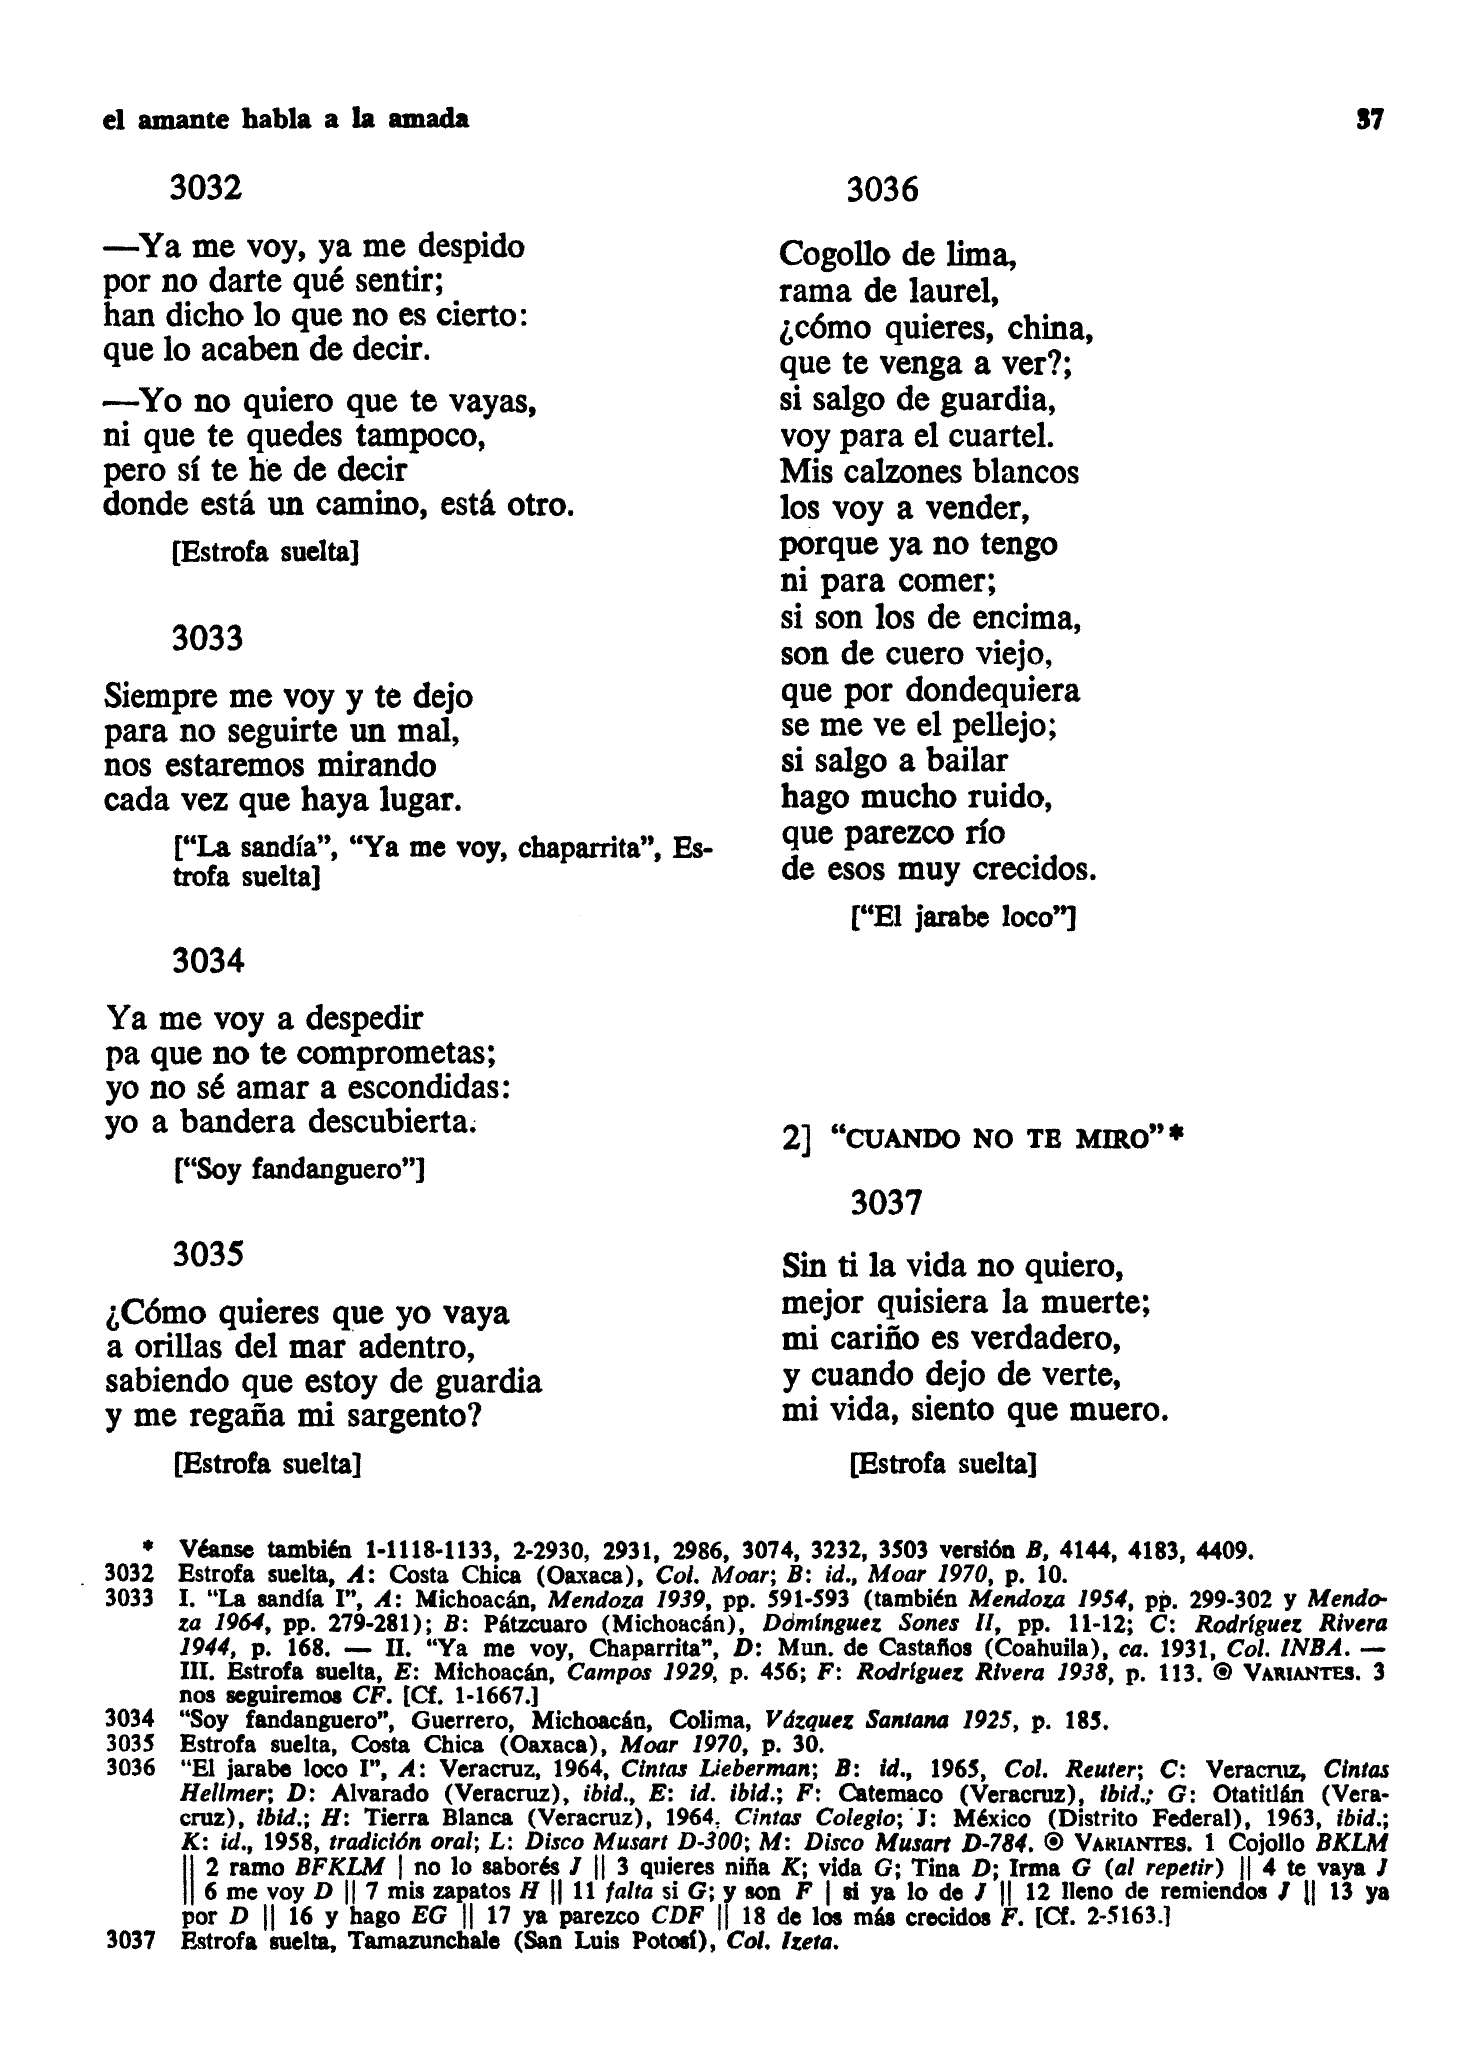 el amante habla a la amada 37
3032
—Ya me voy, ya me despido
por no darte qué sentir;
han dicho lo que no es cierto:
que lo acaben de decir.
—Yo no quiero que te vayas,
ni que te quedes tampoco,
pero sí te he de decir
donde está un camino, está otro.
[Estrofa suelta]
3033
Siempre me voy y te dejo
para no seguirte un mal,
nos estaremos mirando
cada vez que haya lugar.
[“La sandía”, “Ya me voy, chaparrita”, Es-
trofa suelta]
3034
Ya me voy a despedir
pa que no te comprometas;
yo no sé amar a escondidas:
yo a bandera descubierta.
[“Soy fandanguero”]
3035
¿Cómo quieres que yo vaya
a orillas del mar adentro,
sabiendo que estoy de guardia
y me regaña mi sargento?
[Estrofa suelta]
3036
Cogollo de lima,
rama de laurel,
¿cómo quieres, china,
que te venga a ver?;
si salgo de guardia,
voy para el cuartel.
Mis calzones blancos
los voy a vender,
porque ya no tengo
ni para comer;
si son los de encima,
son de cuero viejo,
que por dondequiera
se me ve el pellejo;
si salgo a bailar
hago mucho ruido,
que parezco río
de esos muy crecidos.
[“El jarabe loco”]
2] “CUANDO NO TE MIRO”*
3037
Sin ti la vida no quiero,
mejor quisiera la muerte;
mi cariño es verdadero,
y cuando dejo de verte,
mi vida, siento que muero.
[Estrofa suelta]
* Véanse también 1-1118-1133, 2-2930, 2931, 2986, 3074, 3232, 3503 versión B, 4144, 4183, 4409.
3032 Estrofa suelta, A: Costa Chica (Oaxaca), Col. Moar; B: id., Moar 1970, p. 10.
3033 I. “La sandía I”, A: Michoacán, Mendoza 1939, pp. 591-593 (también Mendoza 1954, pp. 299-302 y Mendo-
za 1964, pp. 279-281); B: Pátzcuaro (Michoacán), Domínguez Sones II, pp. 11-12; C: Rodríguez Rivera
1944, p. 168. — II. “Ya me voy, Chaparrita”, D: Mun. de Castaños (Coahuila), ca. 1931, Col. INBA. —
III. Estrofa suelta, E: Michoacán, Campos 1929, p. 456; F: Rodríguez Rivera 1938, p. 113. ® VARIANTES. 3
nos seguiremos CF. [Cf. 1-1667.]
3034 “Soy fandanguero”, Guerrero, Michoacán, Colima, Vázquez Santana 1925, p. 185.
3035 Estrofa suelta, Costa Chica (Oaxaca), Moar 1970, p. 30.
3036 “El jarabe loco I”, A: Veracruz, 1964, Cintas Lieberman; B: id., 1965, Col. Reuter; C: Veracruz, Cintas
Hellmer; D: Alvarado (Veracruz), ibid., E: id. ibid.; F: Catemaco (Veracruz), ibid.; G: Otatitlán (Vera-
cruz), ibid.; H: Tierra Blanca (Veracruz), 1964, Cintas Colegio; J: México (Distrito Federal), 1963, ibid.;
K: id., 1958, tradición oral; L: Disco Musart D-300; M: Disco Musart D-784. ® VARIANTES. 1 Cojollo BKLM
|| 2 ramo BFKLM | no lo saborés J || 3 quieres niña K; vida G; Tina D; Irma G (al repetir) || 4 te vaya J
|| 6 me voy D || 7 mis zapatos H || 11 falta si G; y son F | si ya lo de J || 12 lleno de remiendos J || 13 ya
por D || 16 y hago EG || 17 ya parezco CDF || 18 de los más crecidos F. [Cf. 2-5163.]
3037 Estrofa suelta, Tamazunchale (San Luis Potosí), Col. Izeta.